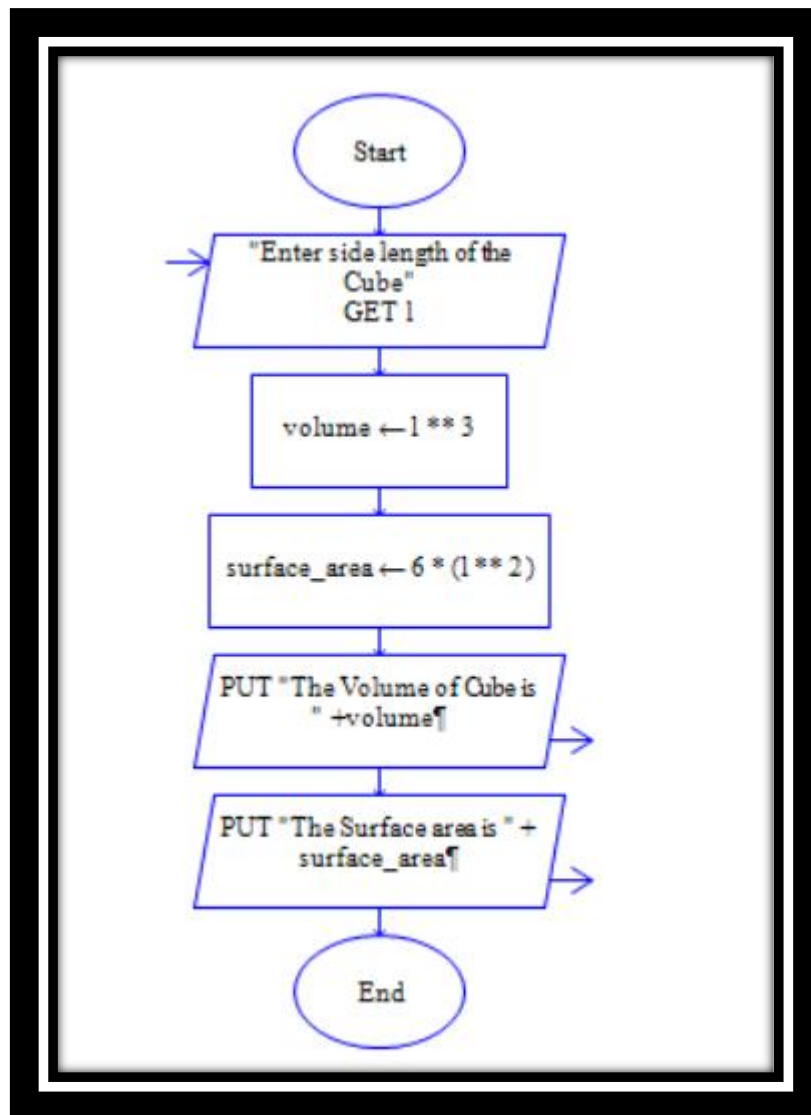 Start
"Enter side length of the
Cube"
GET l
volume ← l ** 3
surface_area ← 6 * (l ** 2)
PUT "The Volume of Cube is
" +volume¶
PUT "The Surface area is " +
surface_area¶
End